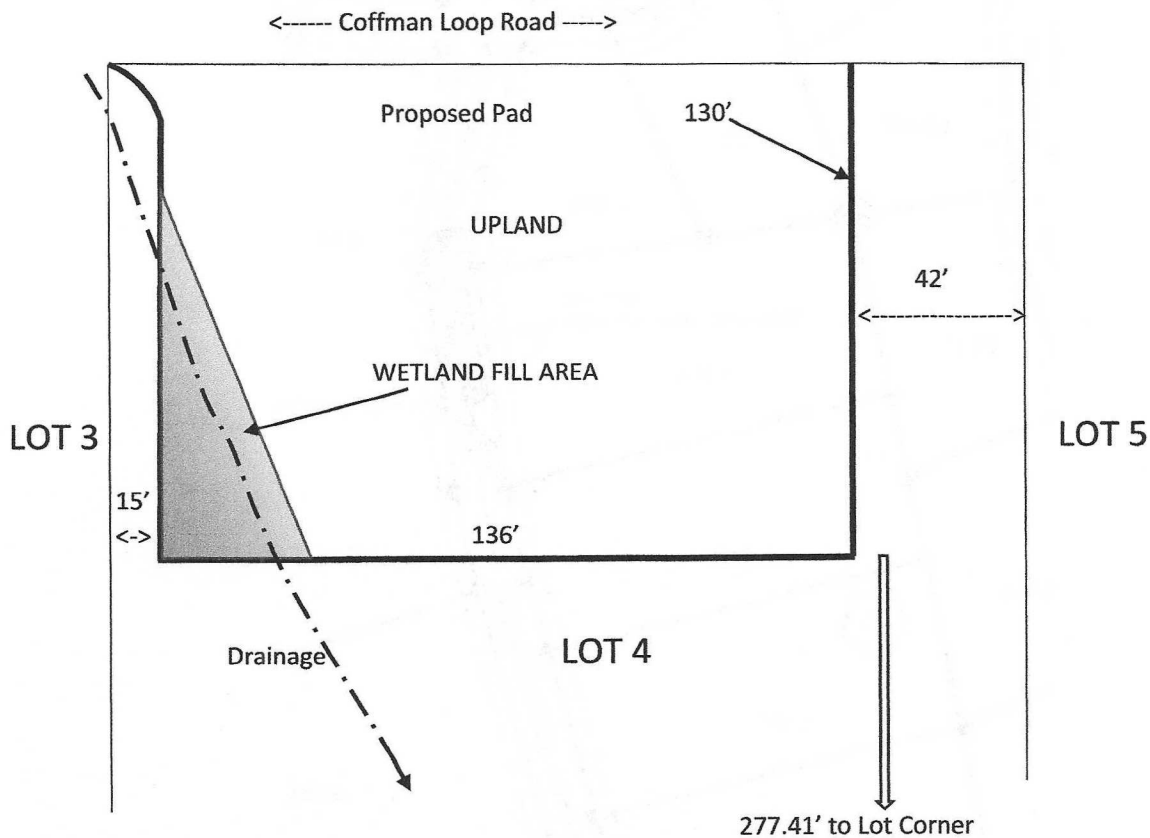 <------ Coffman Loop Road ----->
Proposed Pad
130’
UPLAND
42’
<---------------->
WETLAND FILL AREA
LOT 3
LOT 5
15’
<->
136’
Drainage
LOT 4
277.41’ to Lot Corner